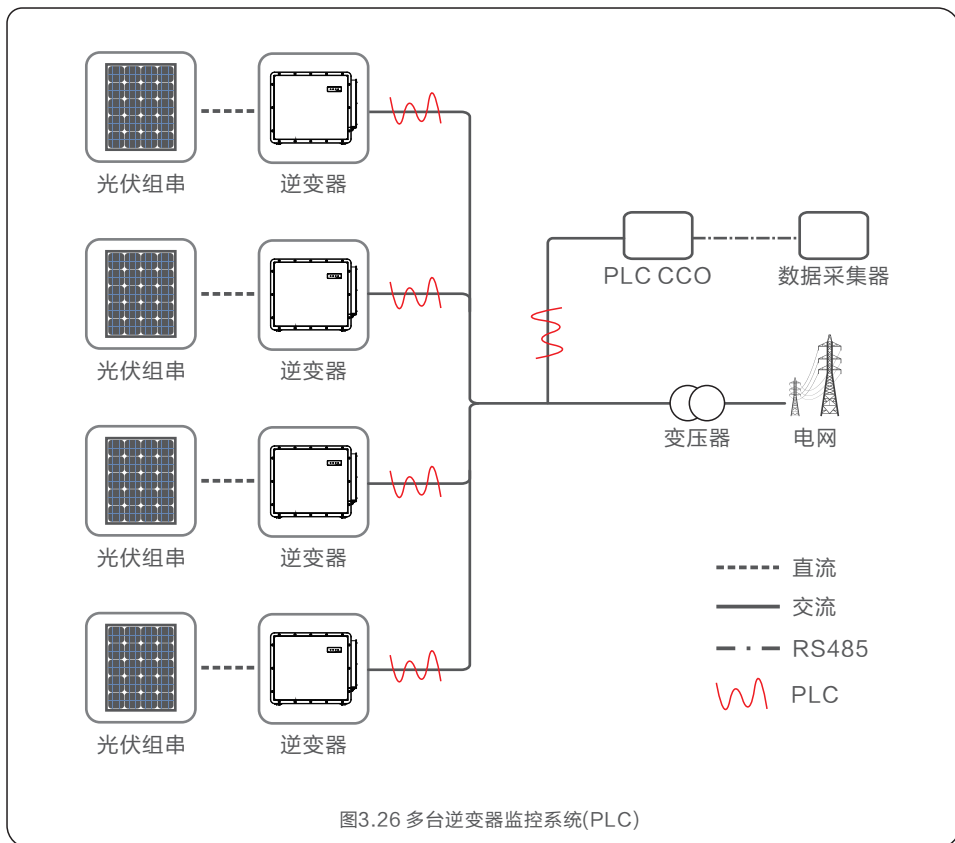 光伏组串
逆变器
光伏组串
逆变器
光伏组串
逆变器
光伏组串
逆变器
PLC CCO
数据采集器
变压器
电网
直流
交流
RS485
PLC
图3.26 多台逆变器监控系统(PLC)